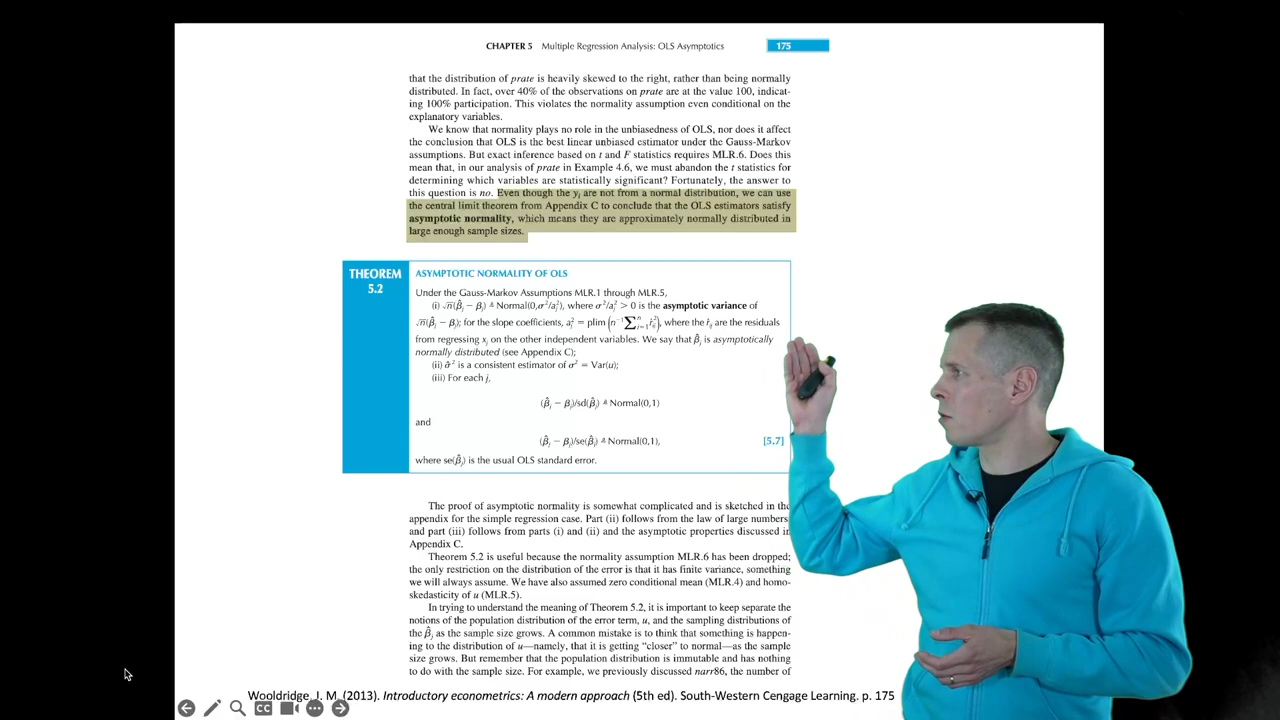 CHAPTER 5 Multiple Regression Analysis: OLS Asymptotics 175
that the distribution of prate is heavily skewed to the right, rather than being normally
distributed. In fact, over 40% of the observations on prate are at the value 100, indicat-
ing 100% participation. This violates the normality assumption even conditional on the
explanatory variables.
We know that normality plays no role in the unbiasedness of OLS, nor does it affect
the conclusion that OLS is the best linear unbiased estimator under the Gauss-Markov
assumptions. But exact inference based on t and F statistics requires MLR.6. Does this
mean that, in our analysis of prate in Example 4.6, we must abandon the t statistics for
determining which variables are statistically significant? Fortunately, the answer to
this question is no. Even though the yᵢ are not from a normal distribution, we can use
the central limit theorem from Appendix C to conclude that the OLS estimators satisfy
asymptotic normality, which means they are approximately normally distributed in
large enough sample sizes.
THEOREM
5.2
ASYMPTOTIC NORMALITY OF OLS
Under the Gauss-Markov Assumptions MLR.1 through MLR.5,
(i) √n(β̂ⱼ − βⱼ) ≙ Normal(0,σ²/aⱼ²), where σ²/aⱼ² > 0 is the asymptotic variance of
√n(β̂ⱼ − βⱼ); for the slope coefficients, aⱼ² = plim (n⁻¹∑ⁿᵢ₌₁ r̂ᵢⱼ²), where the r̂ᵢⱼ are the residuals
from regressing xⱼ on the other independent variables. We say that β̂ⱼ is asymptotically
normally distributed (see Appendix C);
(ii) σ̂² is a consistent estimator of σ² = Var(u);
(iii) For each j,
(β̂ⱼ − βⱼ)/sd(β̂ⱼ) ≙ Normal(0,1)
and
(β̂ⱼ − βⱼ)/se(β̂ⱼ) ≙ Normal(0,1), [5.7]
where se(β̂ⱼ) is the usual OLS standard error.
The proof of asymptotic normality is somewhat complicated and is sketched in the
appendix for the simple regression case. Part (ii) follows from the law of large numbers,
and part (iii) follows from parts (i) and (ii) and the asymptotic properties discussed in
Appendix C.
Theorem 5.2 is useful because the normality assumption MLR.6 has been dropped;
the only restriction on the distribution of the error is that it has finite variance, something
we will always assume. We have also assumed zero conditional mean (MLR.4) and homo-
skedasticity of u (MLR.5).
In trying to understand the meaning of Theorem 5.2, it is important to keep separate the
notions of the population distribution of the error term, u, and the sampling distributions of
the β̂ⱼ as the sample size grows. A common mistake is to think that something is happen-
ing to the distribution of u—namely, that it is getting “closer” to normal—as the sample
size grows. But remember that the population distribution is immutable and has nothing
to do with the sample size. For example, we previously discussed narr86, the number of
Wooldridge, J. M. (2013). Introductory econometrics: A modern approach (5th ed). South-Western Cengage Learning. p. 175
CC